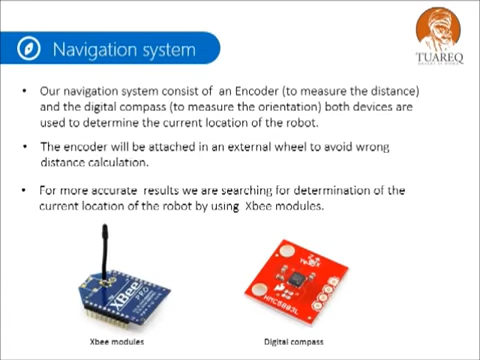 Navigation system
TUAREQ
Our navigation system consist of an Encoder (to measure the distance)
and the digital compass (to measure the orientation) both devices are
used to determine the current location of the robot.
The encoder will be attached in an external wheel to avoid wrong
distance calculation.
For more accurate results we are searching for determination of the
current location of the robot by using Xbee modules.
XBee
PRO
HMC5883L
Xbee modules
Digital compass